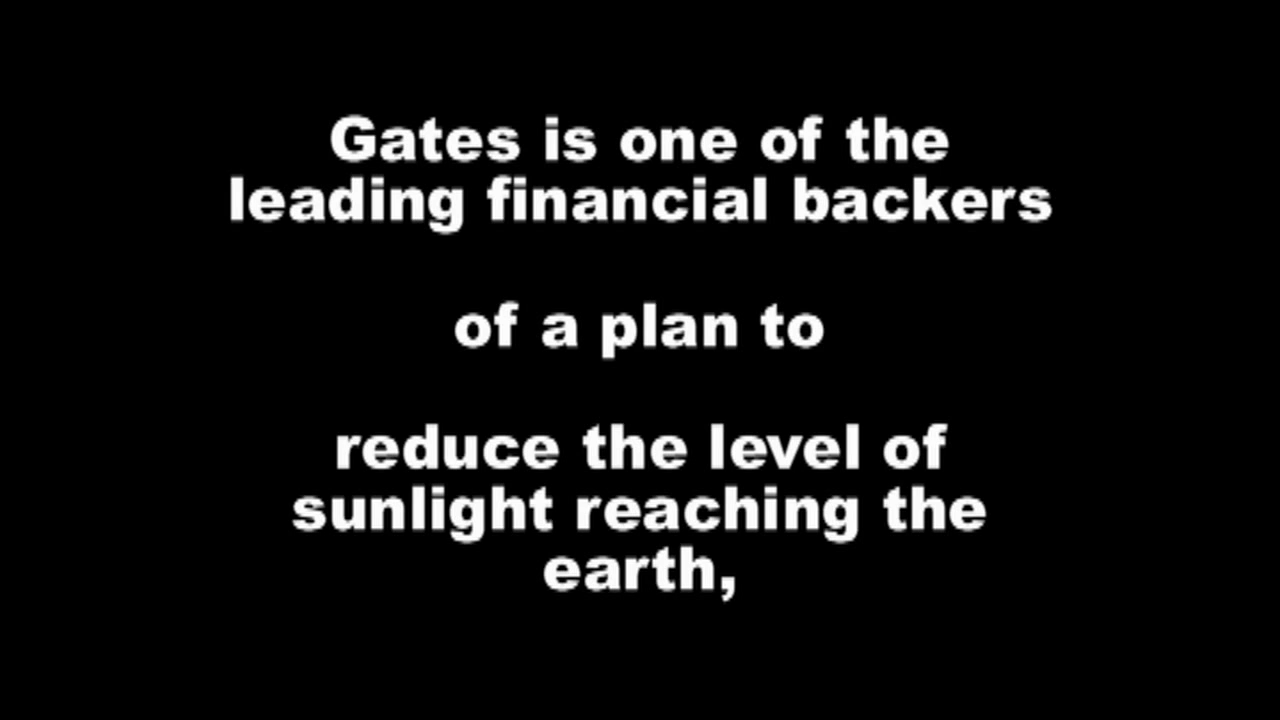 Gates is one of the
leading financial backers
of a plan to
reduce the level of
sunlight reaching the
earth,